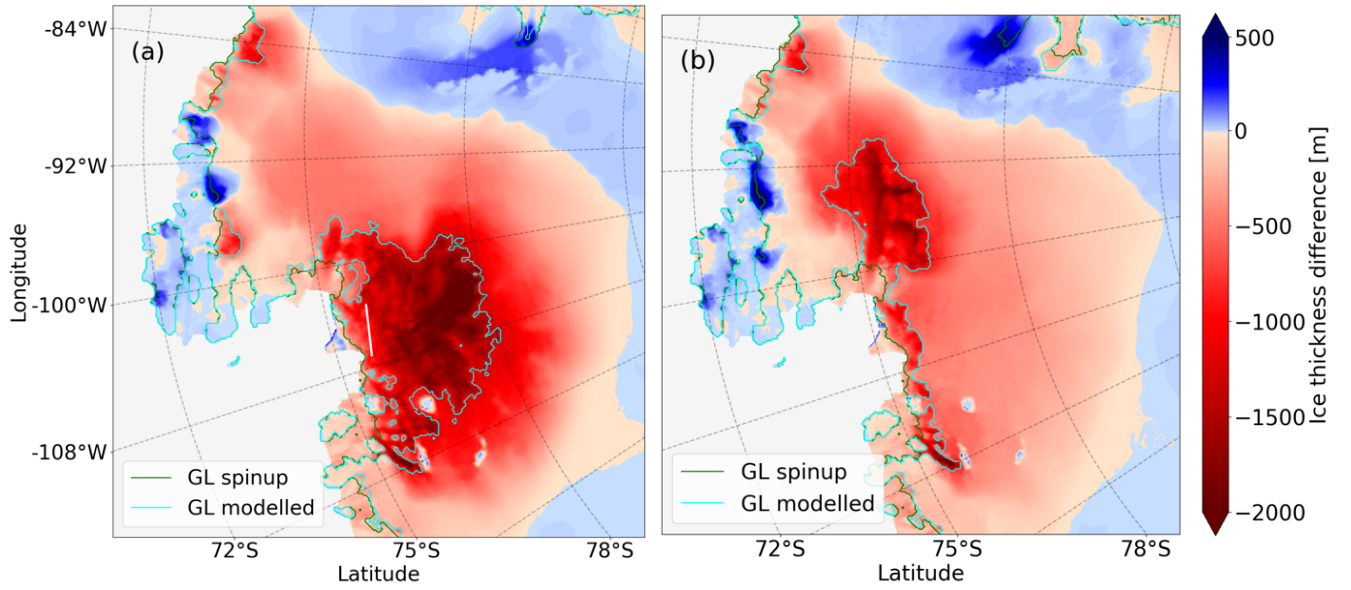 (a)
(b)
-84°W
-92°W
-100°W
-108°W
Longitude
GL spinup
GL modelled
GL spinup
GL modelled
72°S
75°S
78°S
72°S
75°S
78°S
Latitude
Latitude
500
0
−500
−1000
−1500
−2000
Ice thickness difference [m]